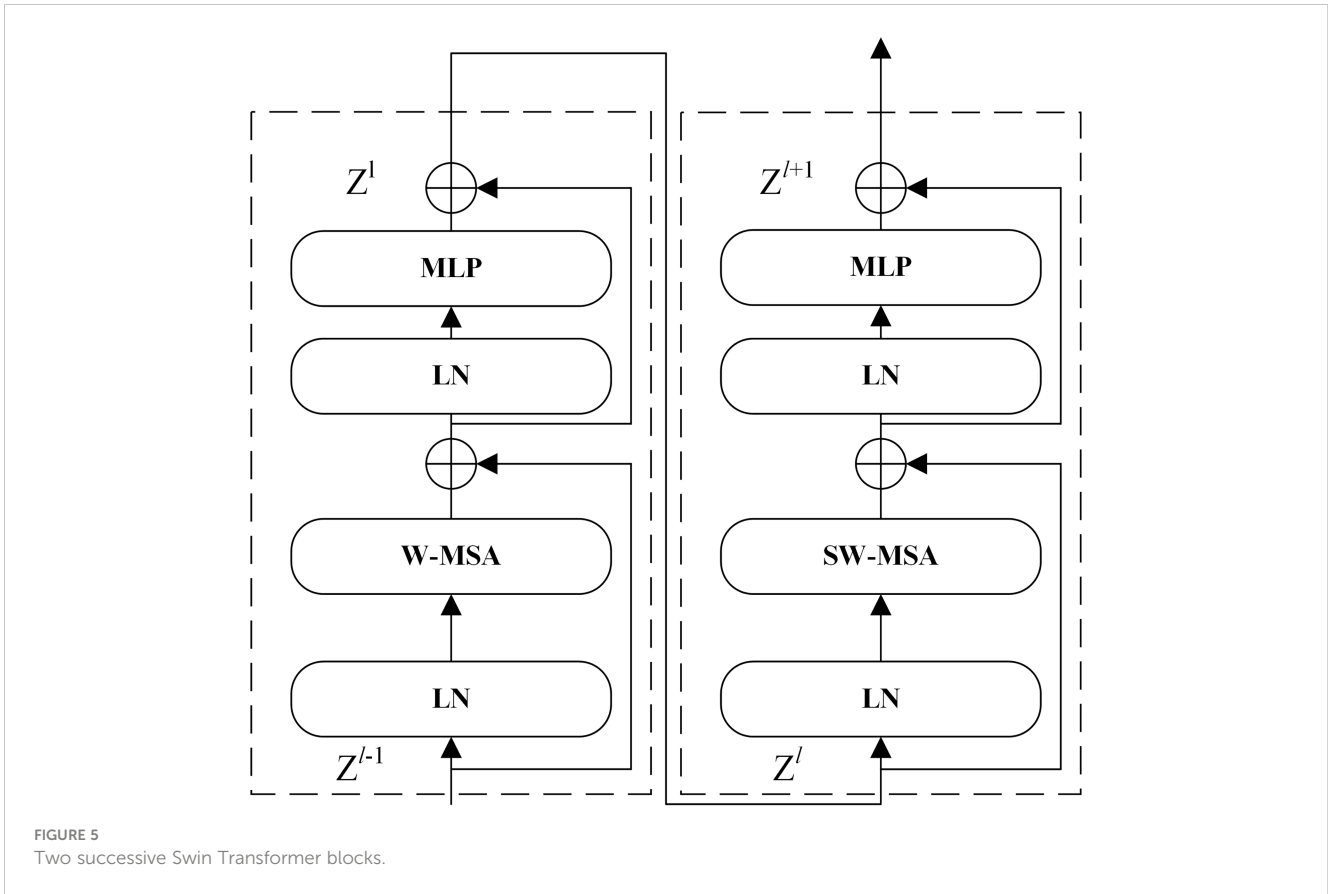 Z^l
MLP
LN
W-MSA
LN
Z^{l-1}
Z^{l+1}
MLP
LN
SW-MSA
LN
Z^l
FIGURE 5
Two successive Swin Transformer blocks.